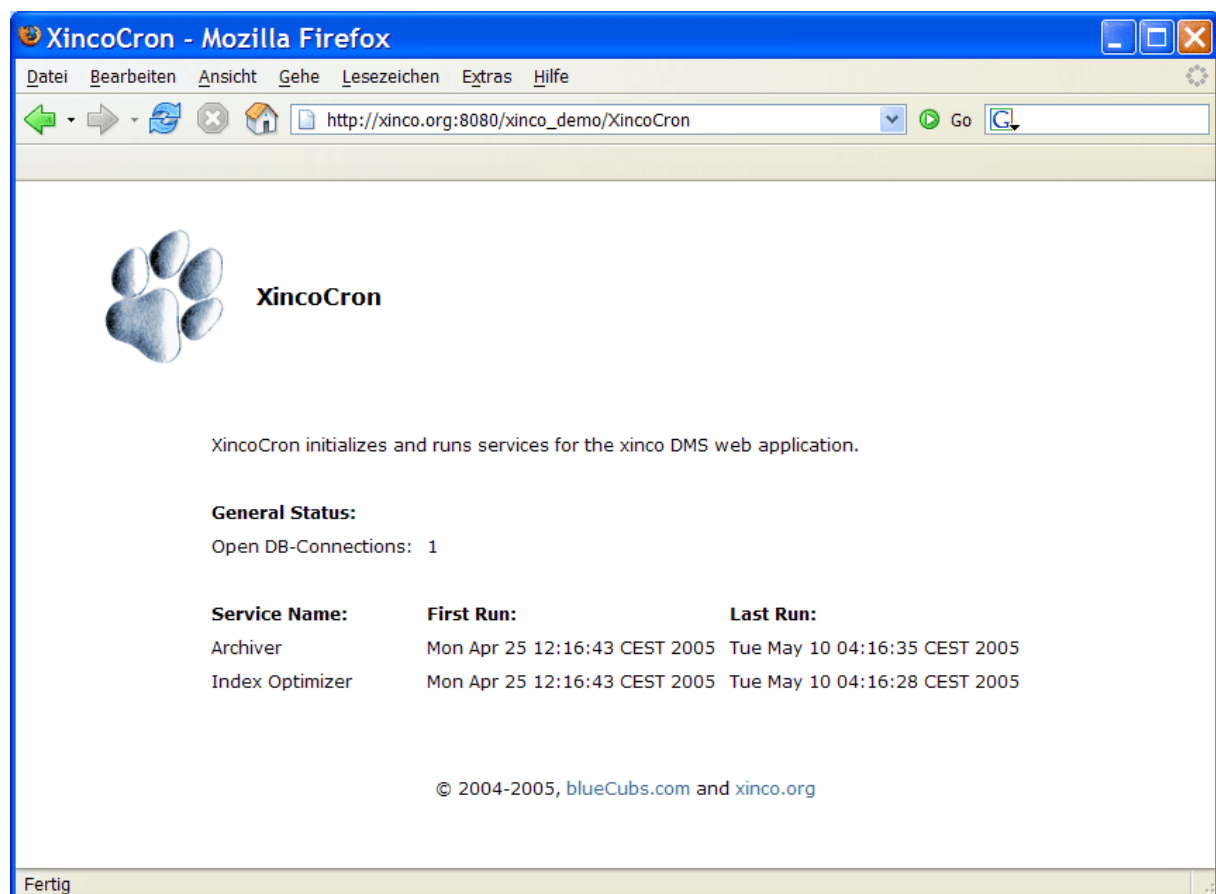 XincoCron - Mozilla Firefox
Datei Bearbeiten Ansicht Gehe Lesezeichen Extras Hilfe
http://xinco.org:8080/xinco_demo/XincoCron Go G
XincoCron
XincoCron initializes and runs services for the xinco DMS web application.
General Status:
Open DB-Connections: 1
Service Name: First Run: Last Run:
Archiver Mon Apr 25 12:16:43 CEST 2005 Tue May 10 04:16:35 CEST 2005
Index Optimizer Mon Apr 25 12:16:43 CEST 2005 Tue May 10 04:16:28 CEST 2005
© 2004-2005, blueCubs.com and xinco.org
Fertig